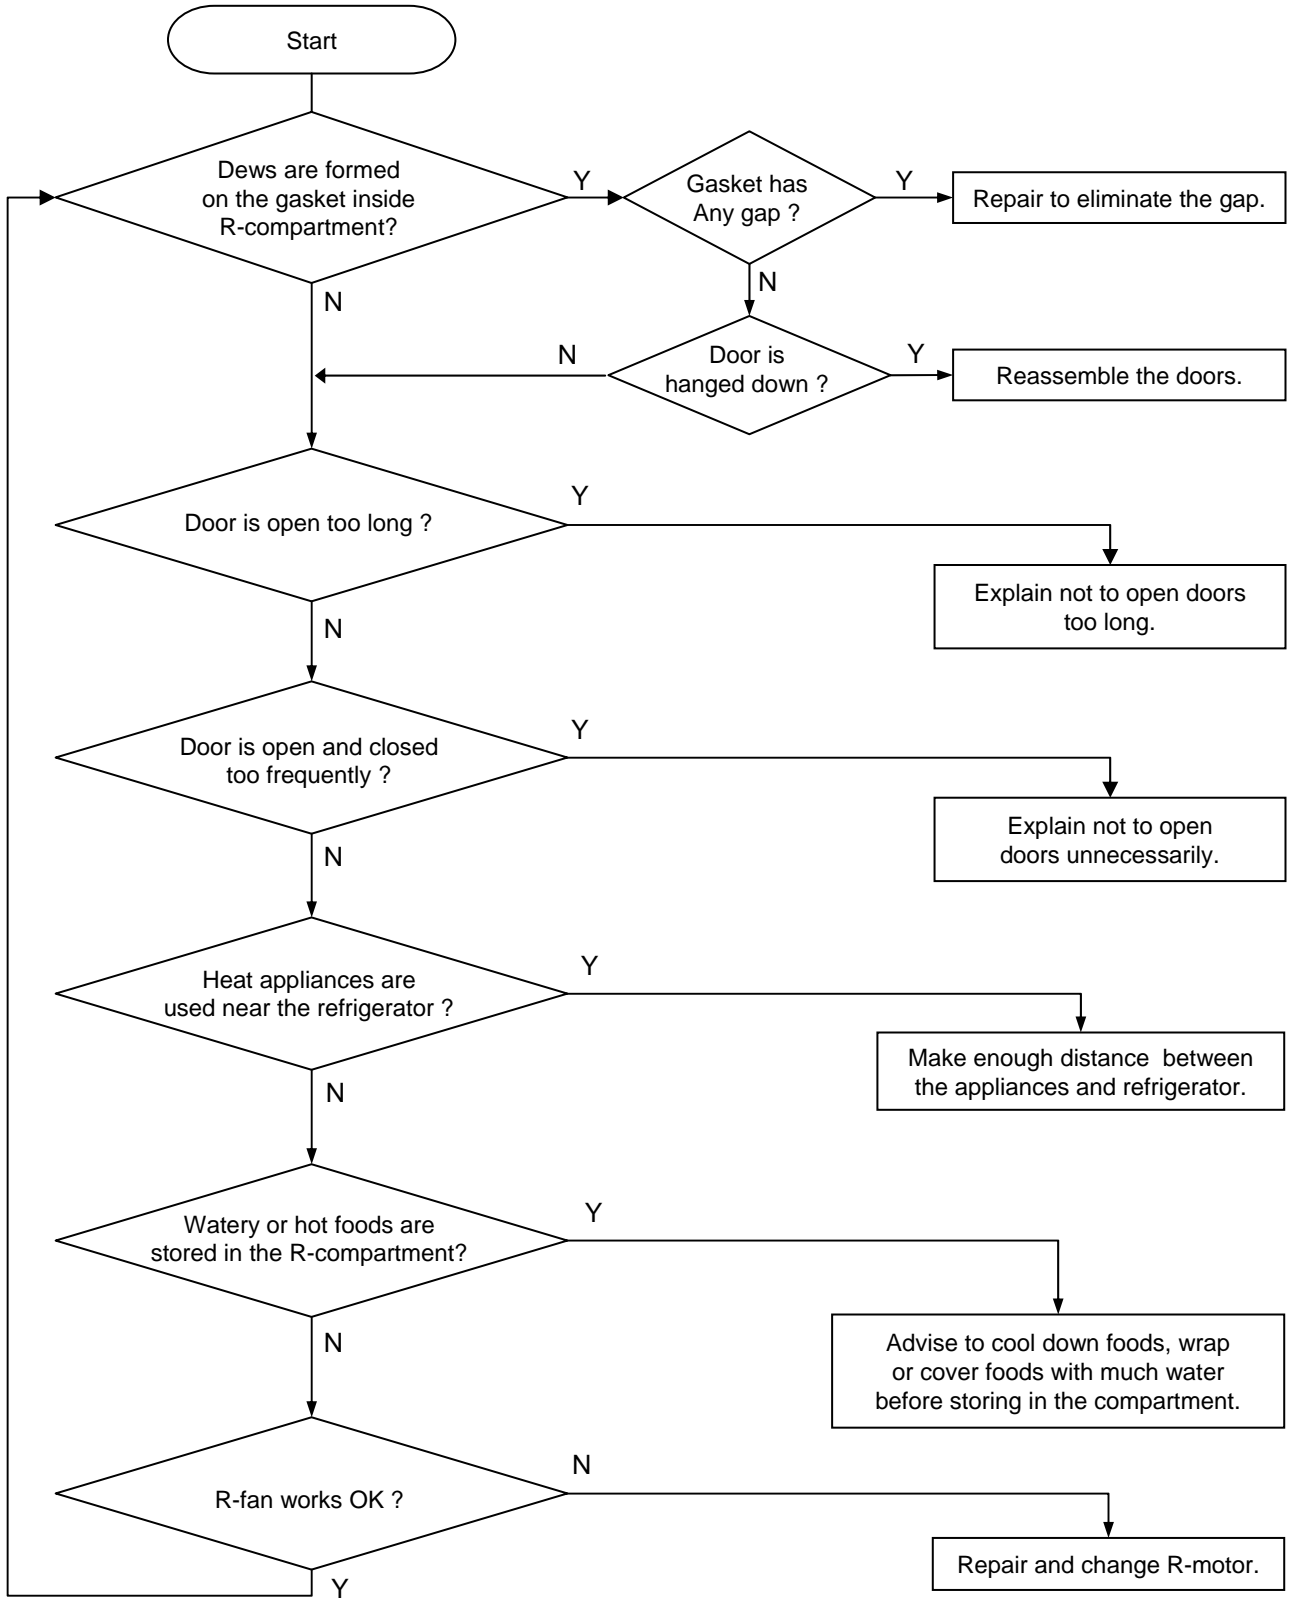 Start
Dews are formed
on the gasket inside
R-compartment?
Y
Gasket has
Any gap ?
Y
Repair to eliminate the gap.
N
N
Door is
hanged down ?
Y
Reassemble the doors.
N
Door is open too long ?
Y
Explain not to open doors
too long.
N
Door is open and closed
too frequently ?
Y
Explain not to open
doors unnecessarily.
N
Heat appliances are
used near the refrigerator ?
Y
Make enough distance  between
the appliances and refrigerator.
N
Watery or hot foods are
stored in the R-compartment?
Y
Advise to cool down foods, wrap
or cover foods with much water
before storing in the compartment.
N
R-fan works OK ?
N
Repair and change R-motor.
Y